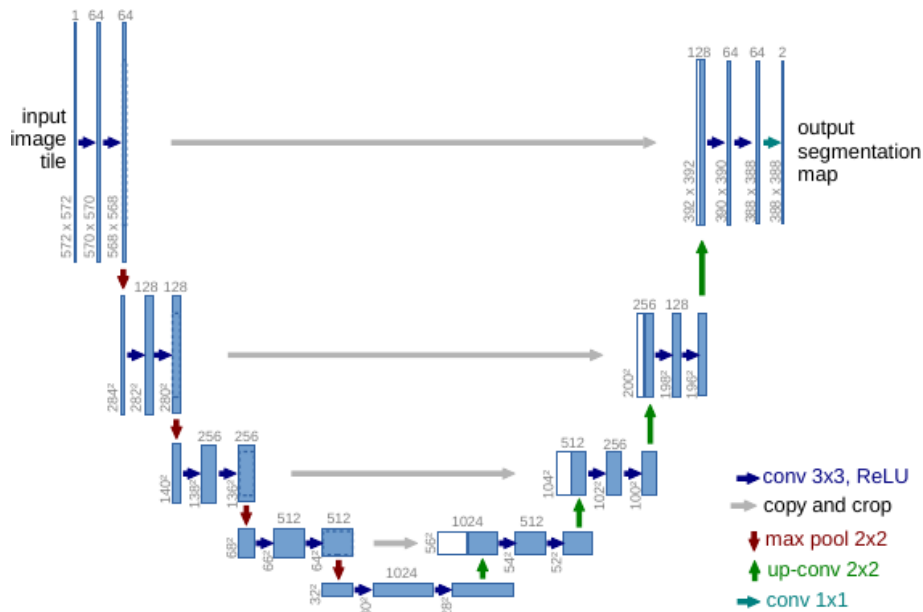 1 64 64
128 64 64 2
input
image
tile
output
segmentation
map
572 x 572
570 x 570
568 x 568
392 x 392
390 x 390
388 x 388
388 x 388
128 128
256 128
284²
282²
280²
200²
198²
196²
256 256
512 256
140²
138²
136²
104²
102²
100²
512 512
1024 512
68²
66²
64²
56²
54²
52²
1024
32²
conv 3x3, ReLU
copy and crop
max pool 2x2
up-conv 2x2
conv 1x1